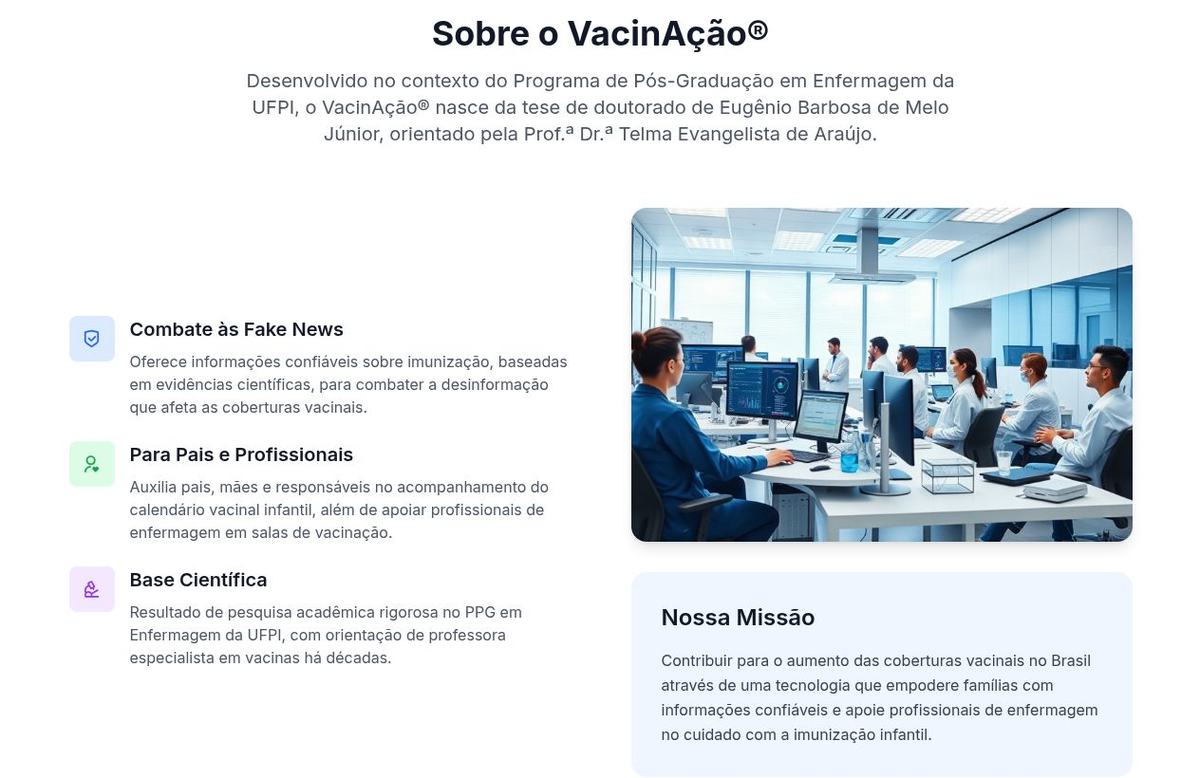 Sobre o VacinAção®
Desenvolvido no contexto do Programa de Pós-Graduação em Enfermagem da
UFPI, o VacinAção® nasce da tese de doutorado de Eugênio Barbosa de Melo
Júnior, orientado pela Prof.ª Dr.ª Telma Evangelista de Araújo.
Combate às Fake News
Oferece informações confiáveis sobre imunização, baseadas
em evidências científicas, para combater a desinformação
que afeta as coberturas vacinais.
Para Pais e Profissionais
Auxilia pais, mães e responsáveis no acompanhamento do
calendário vacinal infantil, além de apoiar profissionais de
enfermagem em salas de vacinação.
Base Científica
Resultado de pesquisa acadêmica rigorosa no PPG em
Enfermagem da UFPI, com orientação de professora
especialista em vacinas há décadas.
Nossa Missão
Contribuir para o aumento das coberturas vacinais no Brasil
através de uma tecnologia que empodere famílias com
informações confiáveis e apoie profissionais de enfermagem
no cuidado com a imunização infantil.